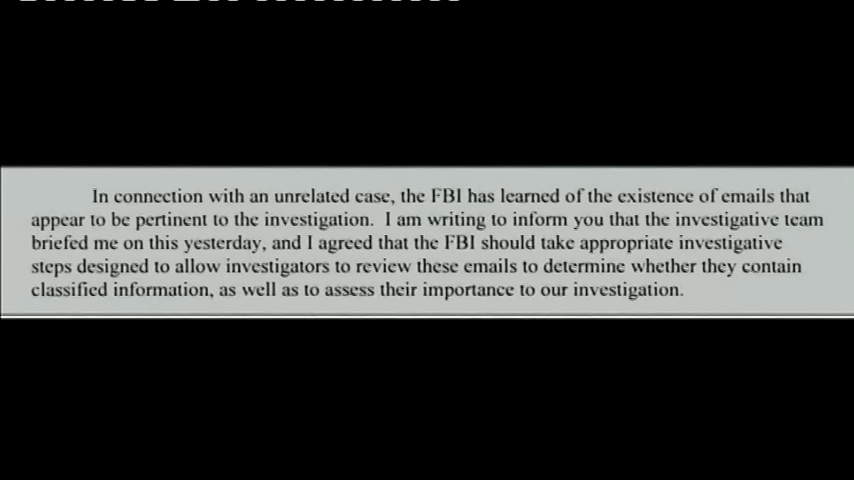 In connection with an unrelated case, the FBI has learned of the existence of emails that
appear to be pertinent to the investigation. I am writing to inform you that the investigative team
briefed me on this yesterday, and I agreed that the FBI should take appropriate investigative
steps designed to allow investigators to review these emails to determine whether they contain
classified information, as well as to assess their importance to our investigation.